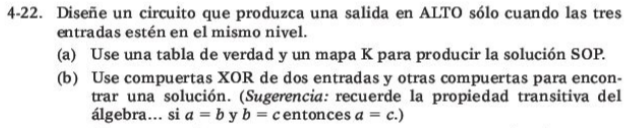 4-22. Diseñe un circuito que produzca una salida en ALTO sólo cuando las tres
entradas estén en el mismo nivel.
(a) Use una tabla de verdad y un mapa K para producir la solución SOP.
(b) Use compuertas XOR de dos entradas y otras compuertas para encon-
trar una solución. (Sugerencia: recuerde la propiedad transitiva del
álgebra... si a = b y b = c entonces a = c.)